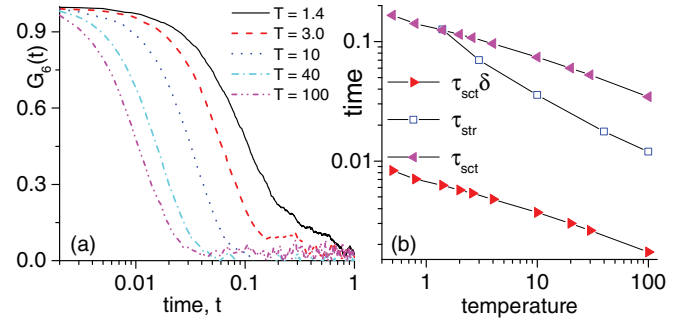 G6(t)
0.9
0.6
0.3
0.0
T = 1.4
T = 3.0
T = 10
T = 40
T = 100
(a)
0.01
0.1
1
time, t
time
0.1
0.01
τsctδ
τstr
τsct
(b)
1
10
100
temperature